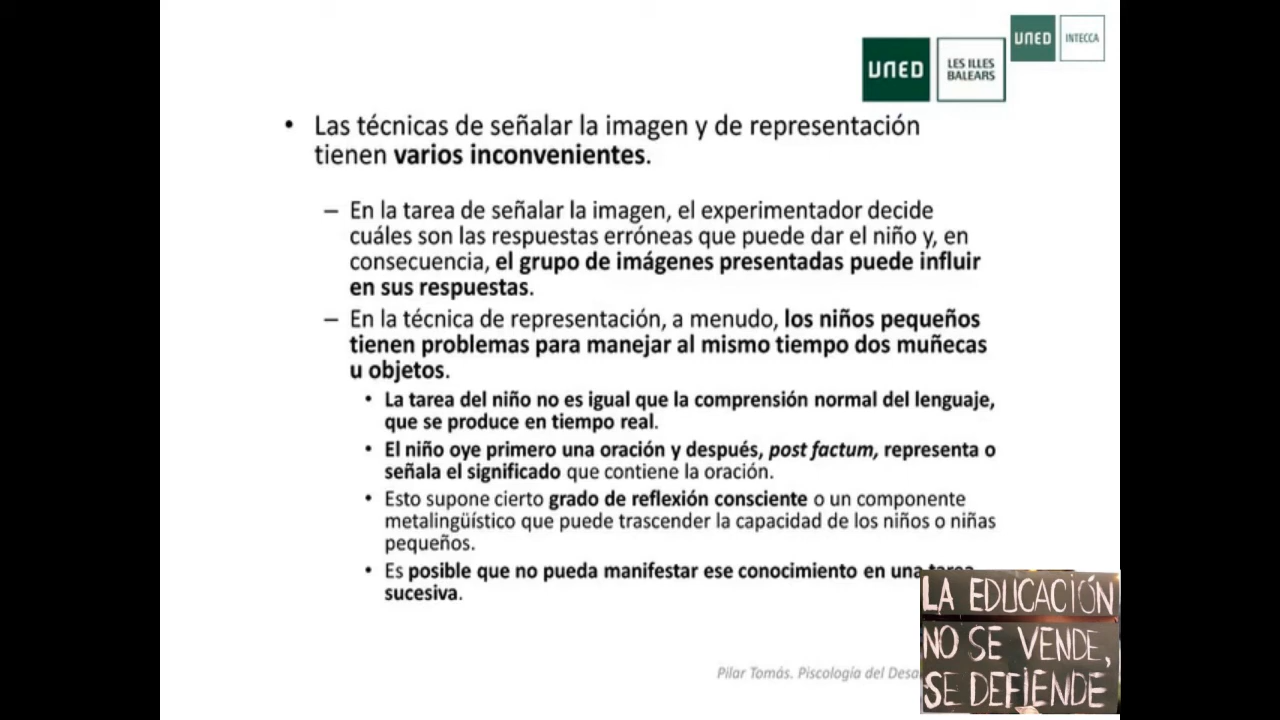 UNED
INTECCA
UNED
LES ILLES
BALEARS
• Las técnicas de señalar la imagen y de representación
tienen varios inconvenientes.
– En la tarea de señalar la imagen, el experimentador decide
cuáles son las respuestas erróneas que puede dar el niño y, en
consecuencia, el grupo de imágenes presentadas puede influir
en sus respuestas.
– En la técnica de representación, a menudo, los niños pequeños
tienen problemas para manejar al mismo tiempo dos muñecas
u objetos.
• La tarea del niño no es igual que la comprensión normal del lenguaje,
que se produce en tiempo real.
• El niño oye primero una oración y después, post factum, representa o
señala el significado que contiene la oración.
• Esto supone cierto grado de reflexión consciente o un componente
metalingüístico que puede trascender la capacidad de los niños o niñas
pequeños.
• Es posible que no pueda manifestar ese conocimiento en una tarea
sucesiva.
Pilar Tomás. Piscología del
LA EDUCACIÓN
NO SE VENDE,
SE DEFIENDE